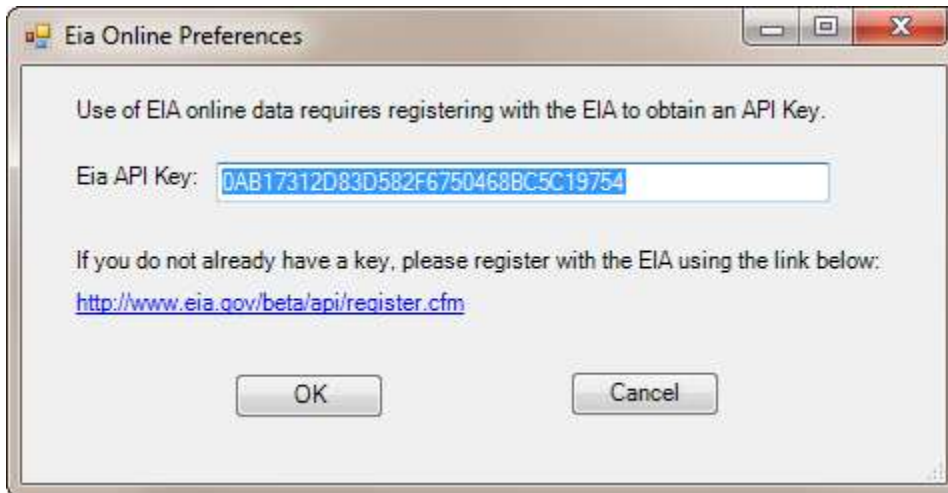 Eia Online Preferences
Use of EIA online data requires registering with the EIA to obtain an API Key.
Eia API Key: 0AB17312D83D582F6750468BC5C19754
If you do not already have a key, please register with the EIA using the link below:
http://www.eia.gov/beta/api/register.cfm
OK Cancel